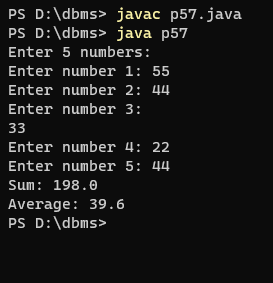 PS D:\dbms> javac p57.java
PS D:\dbms> java p57
Enter 5 numbers:
Enter number 1: 55
Enter number 2: 44
Enter number 3:
33
Enter number 4: 22
Enter number 5: 44
Sum: 198.0
Average: 39.6
PS D:\dbms>